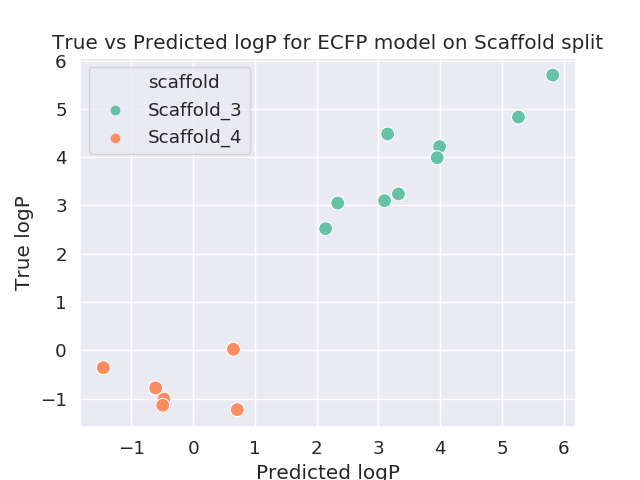 True vs Predicted logP for ECFP model on Scaffold split
scaffold
Scaffold_3
Scaffold_4
True logP
6
5
4
3
2
1
0
−1
−1 0 1 2 3 4 5 6
Predicted logP